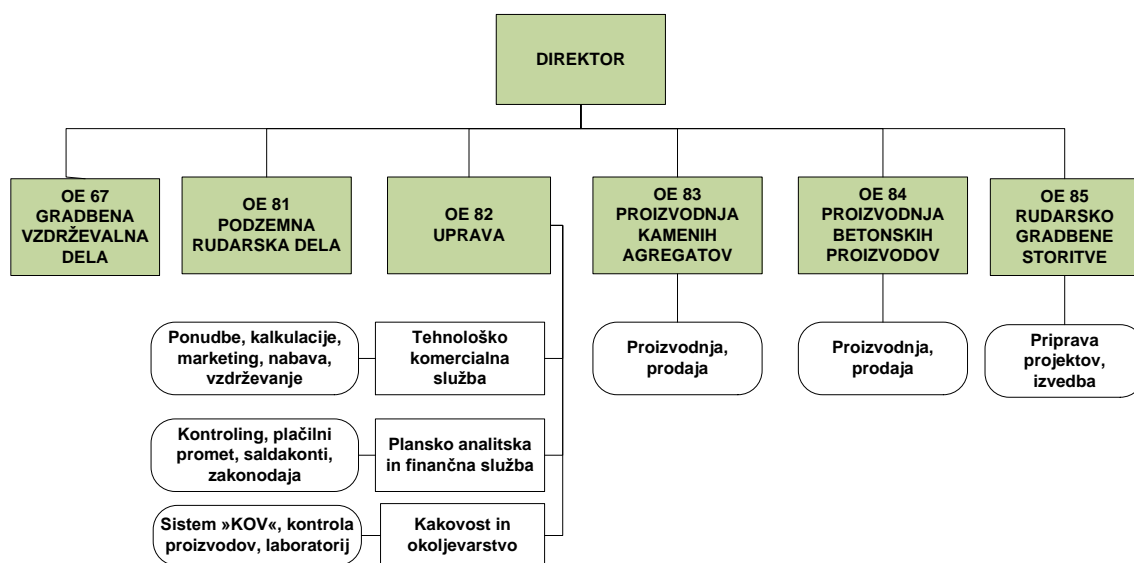 DIREKTOR
OE 67
GRADBENA
VZDRŽEVALNA
DELA
OE 81
PODZEMNA
RUDARSKA DELA
OE 82
UPRAVA
OE 83
PROIZVODNJA
KAMENIH
AGREGATOV
OE 84
PROIZVODNJA
BETONSKIH
PROIZVODOV
OE 85
RUDARSKO
GRADBENE
STORITVE
Ponudbe, kalkulacije,
marketing, nabava,
vzdrževanje
Tehnološko
komercialna
služba
Proizvodnja,
prodaja
Proizvodnja,
prodaja
Priprava
projektov,
izvedba
Kontroling, plačilni
promet, saldakonti,
zakonodaja
Plansko analitska
in finančna služba
Sistem »KOV«, kontrola
proizvodov, laboratorij
Kakovost in
okoljevarstvo